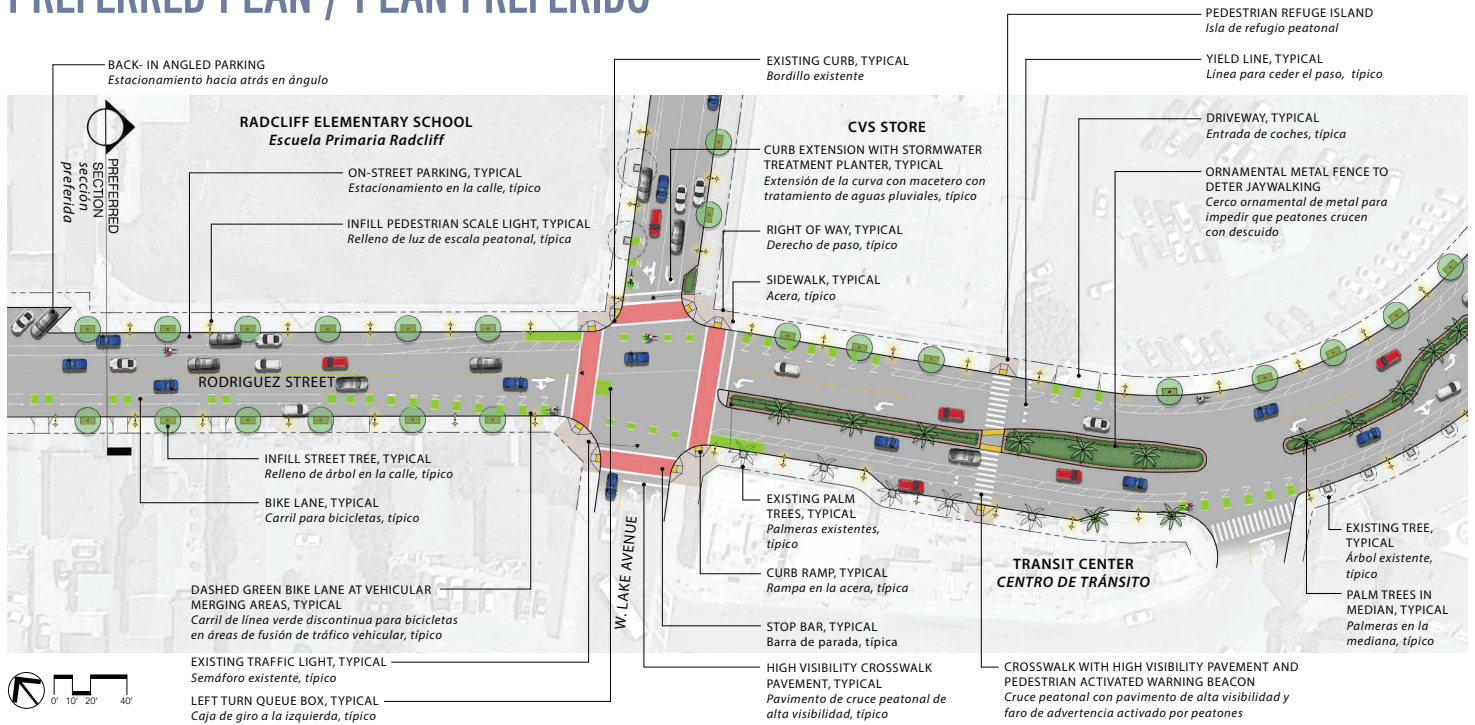 PREFERRED PLAN / PLAN PREFERIDO
BACK- IN ANGLED PARKING
Estacionamiento hacia atrás en ángulo
PREFERRED
SECTION
sección
preferida
RADCLIFF ELEMENTARY SCHOOL
Escuela Primaria Radcliff
ON-STREET PARKING, TYPICAL
Estacionamiento en la calle, típico
INFILL PEDESTRIAN SCALE LIGHT, TYPICAL
Relleno de luz de escala peatonal, típica
EXISTING CURB, TYPICAL
Bordillo existente
CVS STORE
CURB EXTENSION WITH STORMWATER
TREATMENT PLANTER, TYPICAL
Extensión de la curva con macetero con
tratamiento de aguas pluviales, típico
RIGHT OF WAY, TYPICAL
Derecho de paso, típico
SIDEWALK, TYPICAL
Acera, típico
PEDESTRIAN REFUGE ISLAND
Isla de refugio peatonal
YIELD LINE, TYPICAL
Línea para ceder el paso, típico
DRIVEWAY, TYPICAL
Entrada de coches, típica
ORNAMENTAL METAL FENCE TO
DETER JAYWALKING
Cerco ornamental de metal para
impedir que peatones crucen
con descuido
RODRIGUEZ STREET
INFILL STREET TREE, TYPICAL
Relleno de árbol en la calle, típico
BIKE LANE, TYPICAL
Carril para bicicletas, típico
DASHED GREEN BIKE LANE AT VEHICULAR
MERGING AREAS, TYPICAL
Carril de línea verde discontinua para bicicletas
en áreas de fusión de tráfico vehicular, típico
EXISTING TRAFFIC LIGHT, TYPICAL
Semáforo existente, típico
LEFT TURN QUEUE BOX, TYPICAL
Caja de giro a la izquierda, típico
W. LAKE AVENUE
EXISTING PALM
TREES, TYPICAL
Palmeras existentes,
típico
CURB RAMP, TYPICAL
Rampa en la acera, típica
STOP BAR, TYPICAL
Barra de parada, típica
HIGH VISIBILITY CROSSWALK
PAVEMENT, TYPICAL
Pavimento de cruce peatonal de
alta visibilidad, típico
TRANSIT CENTER
CENTRO DE TRÁNSITO
STOP
CROSSWALK WITH HIGH VISIBILITY PAVEMENT AND
PEDESTRIAN ACTIVATED WARNING BEACON
Cruce peatonal con pavimento de alta visibilidad y
faro de advertencia activado por peatones
EXISTING TREE,
TYPICAL
Árbol existente,
típico
PALM TREES IN
MEDIAN, TYPICAL
Palmeras en la
mediana, típico
0' 10' 20' 40'